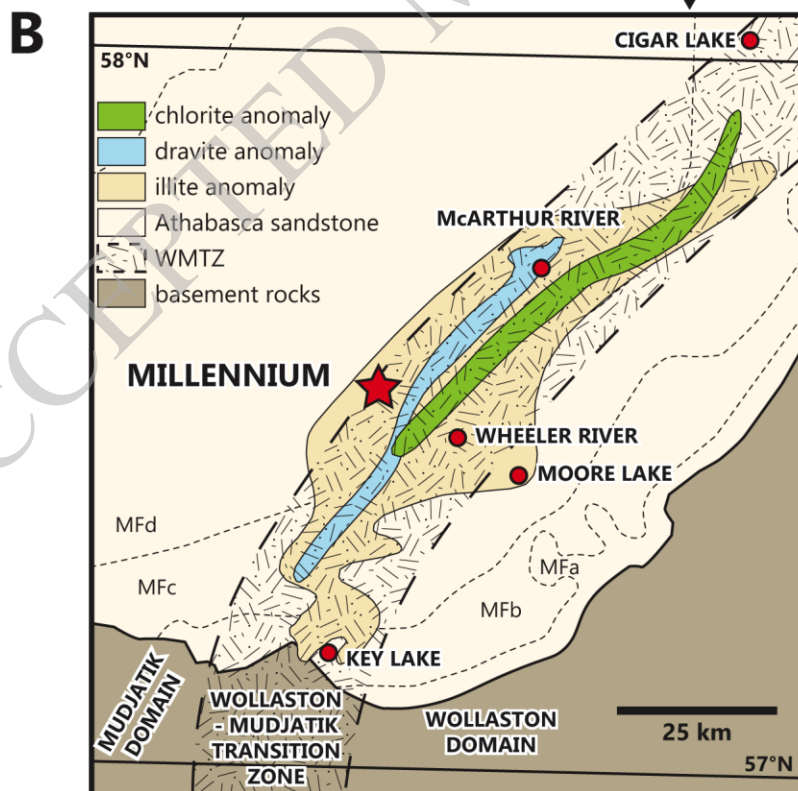 B
CIGAR LAKE
58°N
chlorite anomaly
dravite anomaly
illite anomaly
McARTHUR RIVER
Athabasca sandstone
WMTZ
basement rocks
MILLENNIUM
WHEELER RIVER
MOORE LAKE
MFd
MFa
MFc
MFb
KEY LAKE
MUDJATIK
DOMAIN
WOLLASTON
- MUDJATIK
TRANSITION
ZONE
WOLLASTON
DOMAIN
25 km
57°N
CCEPTED M